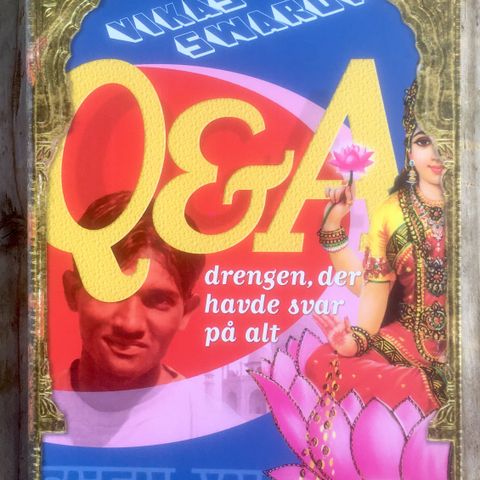 VIKAS
SWARUP
Q&A
drengen, der
havde svar
på alt